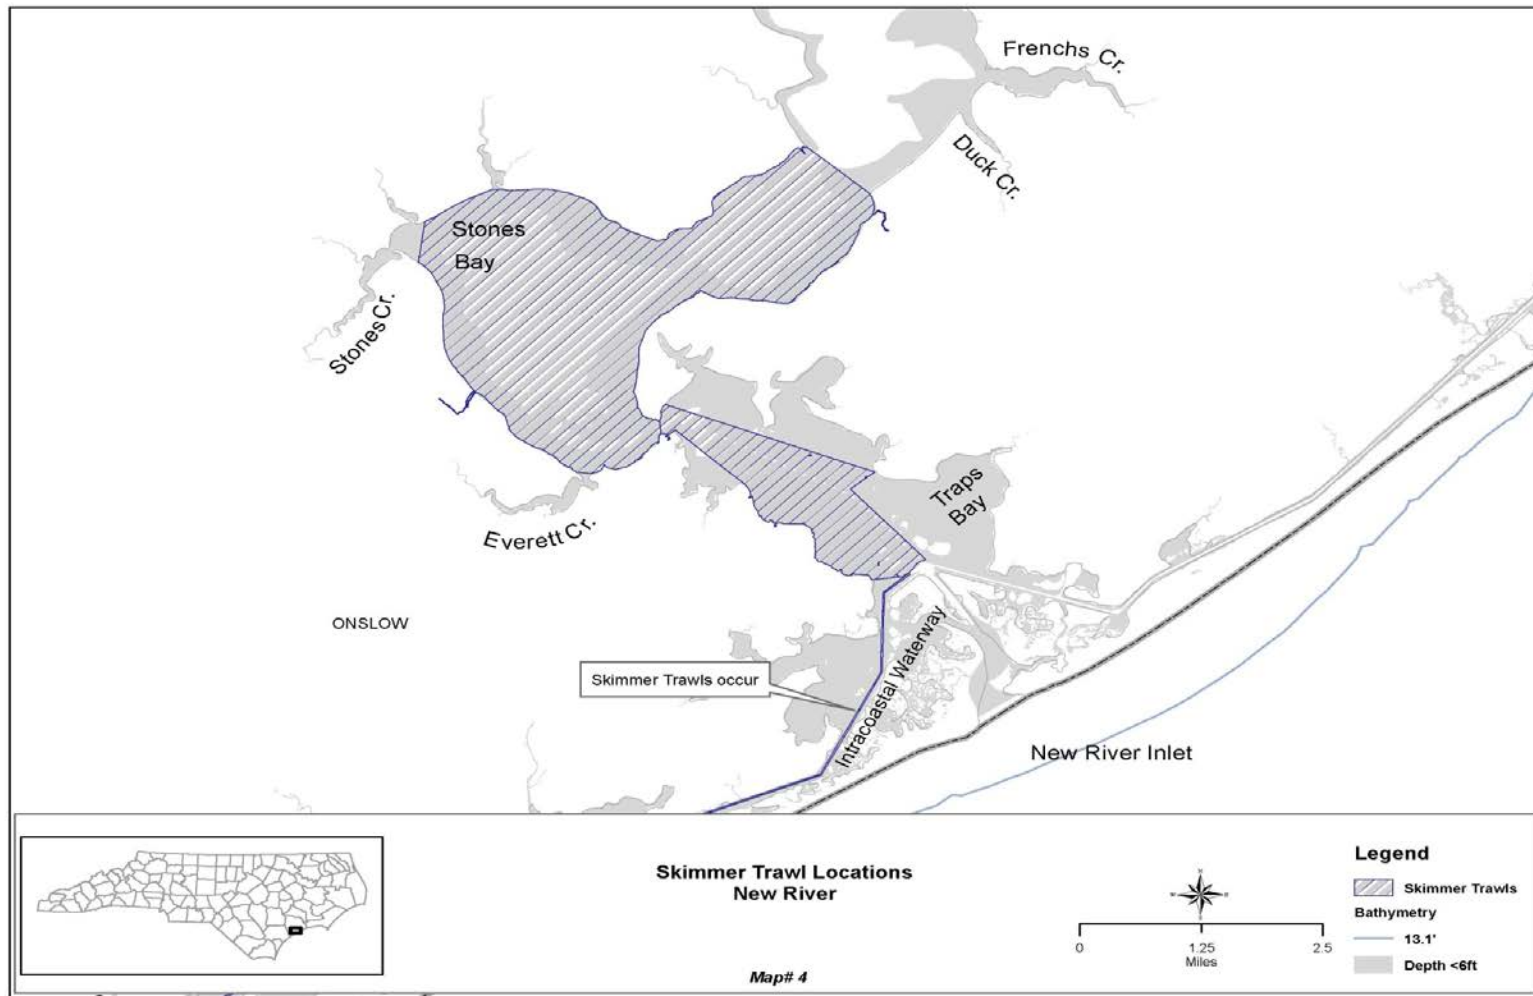 Frenchs Cr.
Duck Cr.
Stones
Bay
Stones Cr.
Traps
Bay
Everett Cr.
ONSLOW
Skimmer Trawls occur
Intracoastal Waterway
New River Inlet
Skimmer Trawl Locations
New River
Map# 4
N
W
E
S
0
1.25
2.5
Miles
Legend
Skimmer Trawls
Bathymetry
13.1'
Depth <6ft